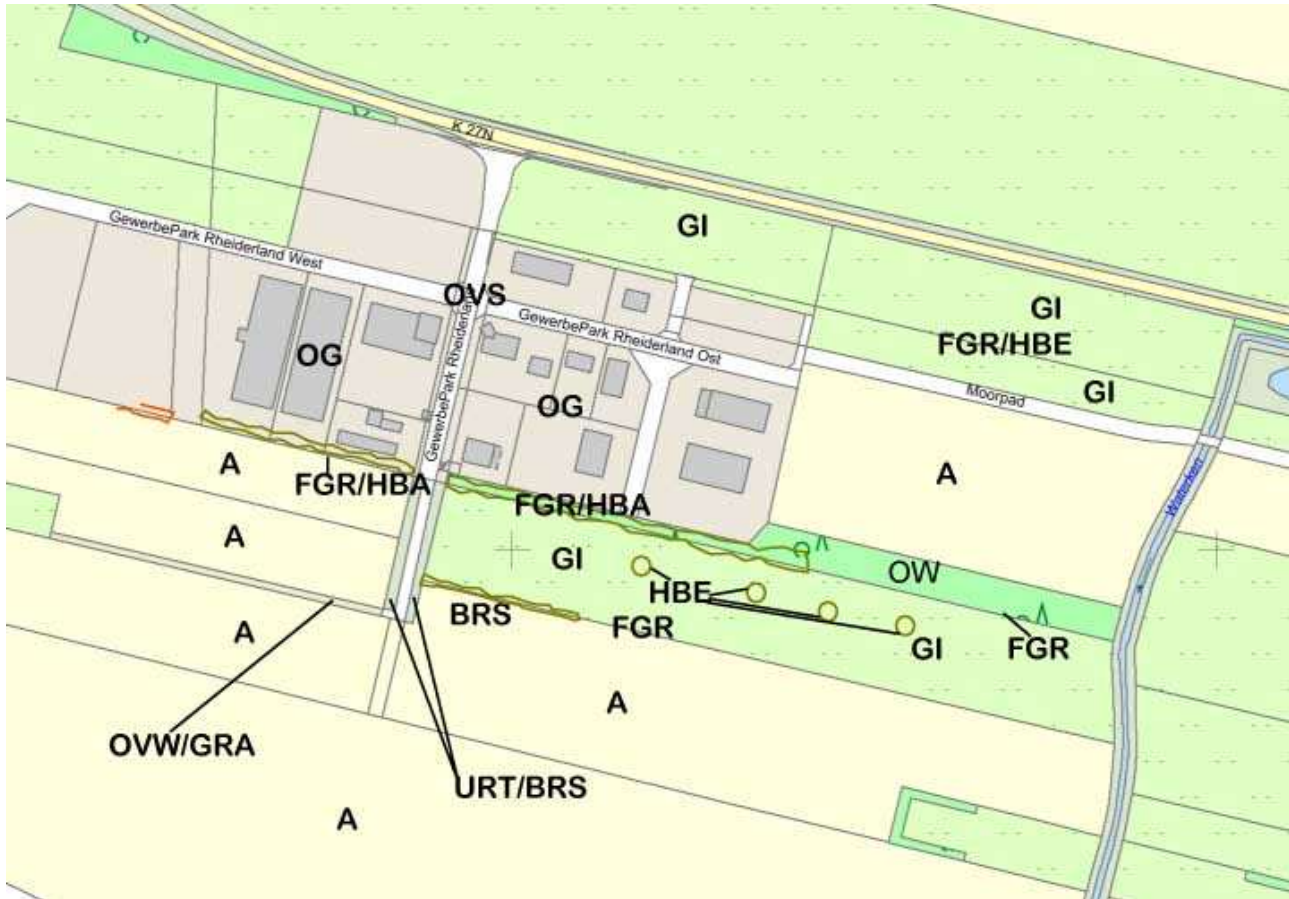 K 27N
GewerbePark Rheiderland West
GI
OVS
GI
FGR/HBE
GI
Moorpad
GewerbePark Rheiderland Ost
OG
OG
GewerbePark Rheiderland
A
FGR/HBA
A
Waterken
FGR/HBA
A
GI
OW
HBE
BRS
FGR
GI
FGR
A
A
OVW/GRA
URT/BRS
A